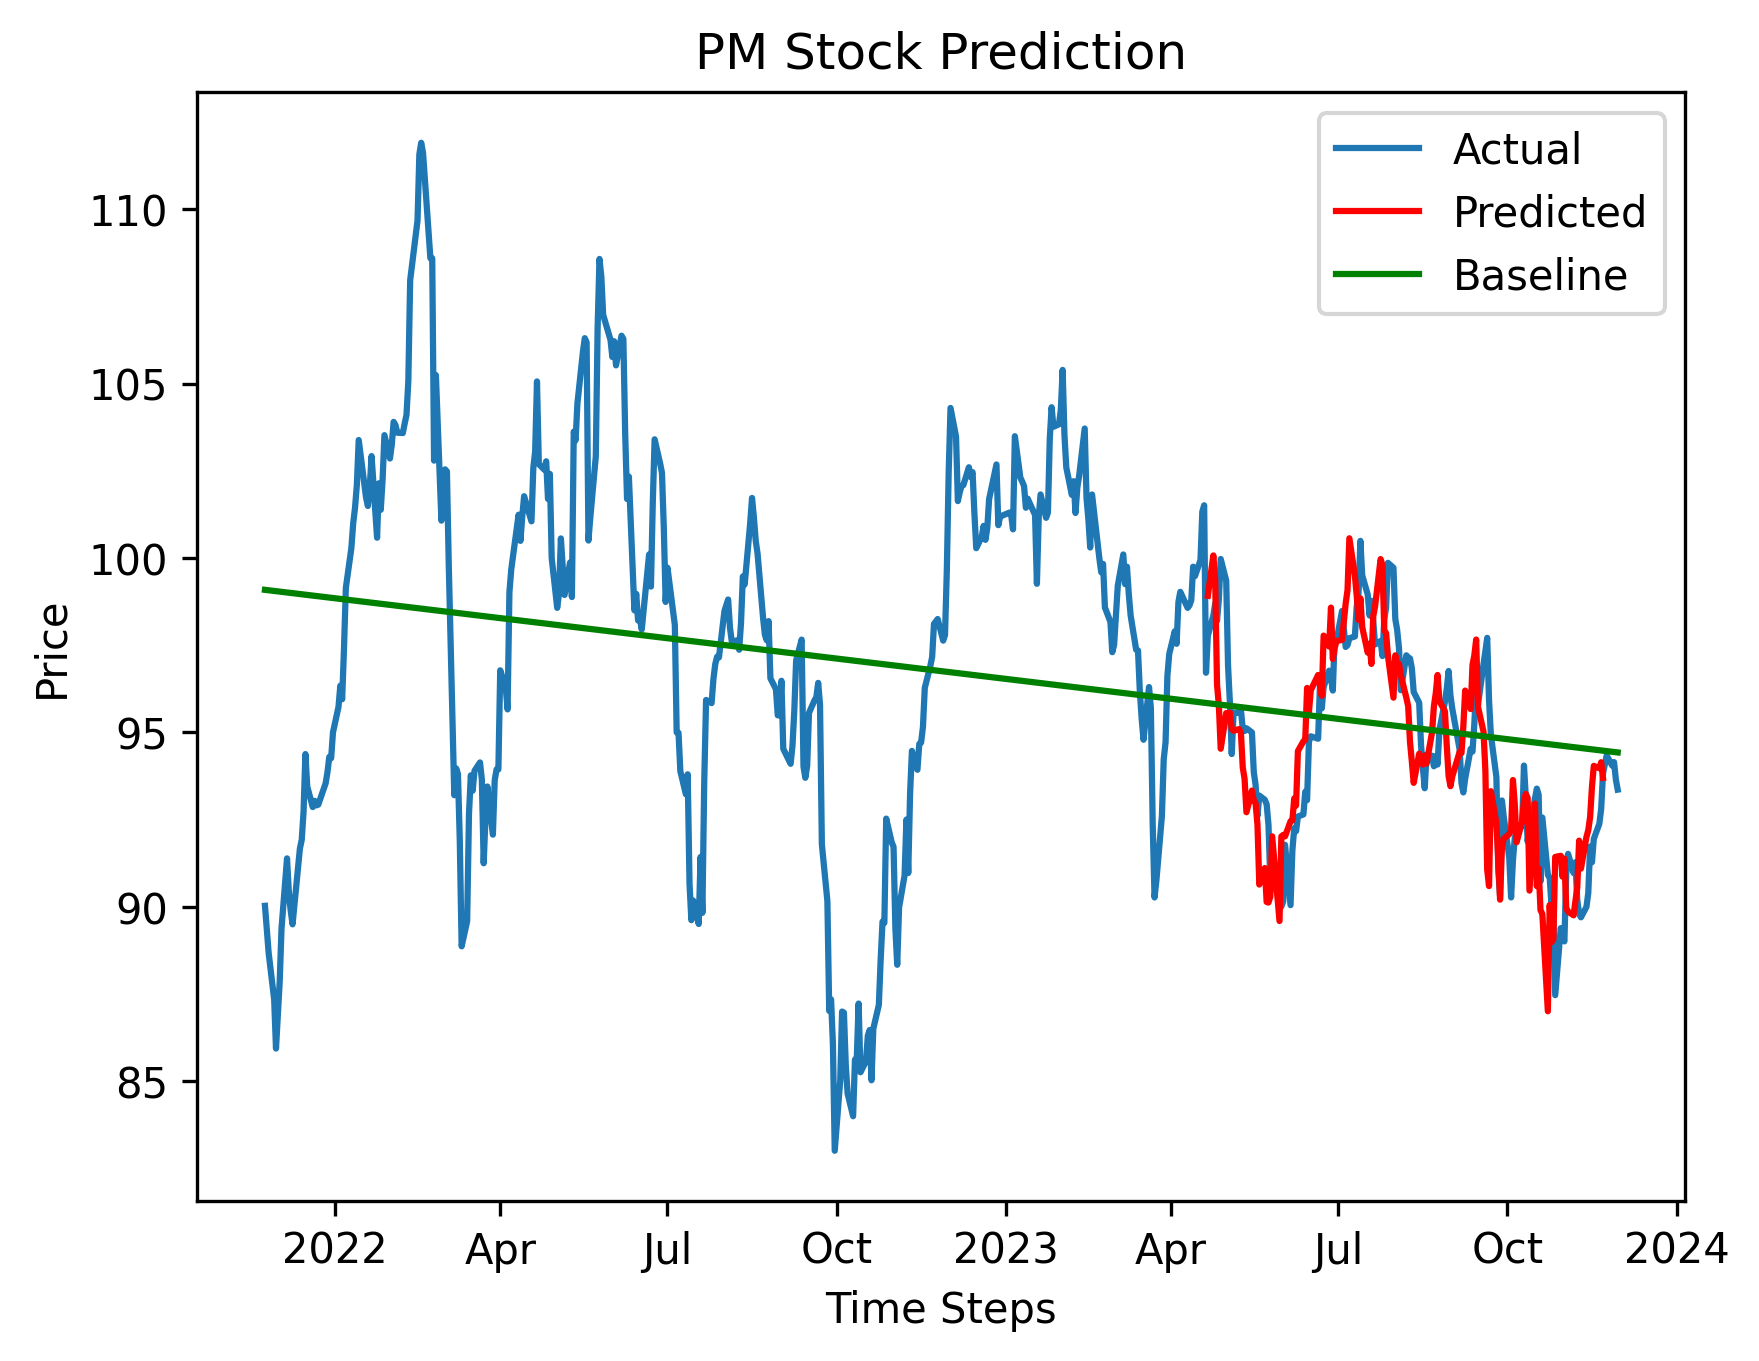 PM Stock Prediction
Actual
Predicted
Baseline
Price
110
105
100
95
90
85
2022 Apr Jul Oct 2023 Apr Jul Oct 2024
Time Steps